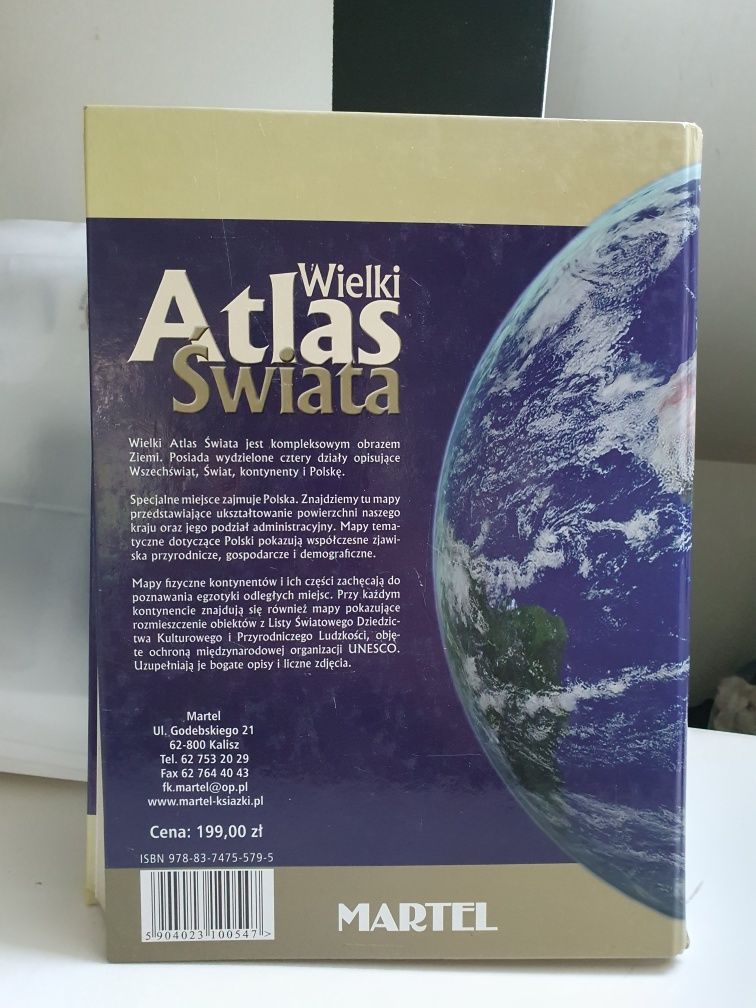 Wielki
Atlas
Świata
Wielki Atlas Świata jest kompleksowym obrazem
Ziemi. Posiada wydzielone cztery działy opisujące
Wszechświat, Świat, kontynenty i Polskę.
Specjalne miejsce zajmuje Polska. Znajdziemy tu mapy
przedstawiające ukształtowanie powierzchni naszego
kraju oraz jego podział administracyjny. Mapy tema-
tyczne dotyczące Polski pokazują współczesne zjawi-
ska przyrodnicze, gospodarcze i demograficzne.
Mapy fizyczne kontynentów i ich części zachęcają do
poznawania egzotyki odległych miejsc. Przy każdym
kontynencie znajdują się również mapy pokazujące
rozmieszczenie obiektów z Listy Światowego Dziedzic-
twa Kulturowego i Przyrodniczego Ludzkości, obję-
te ochroną międzynarodowej organizacji UNESCO.
Uzupełniają je bogate opisy i liczne zdjęcia.
Martel
Ul. Godebskiego 21
62-800 Kalisz
Tel. 62 753 20 29
Fax 62 764 40 43
fk.martel@op.pl
www.martel-ksiazki.pl
Cena: 199,00 zł
ISBN 978-83-7475-579-5
5 904023 100547 >
MARTEL